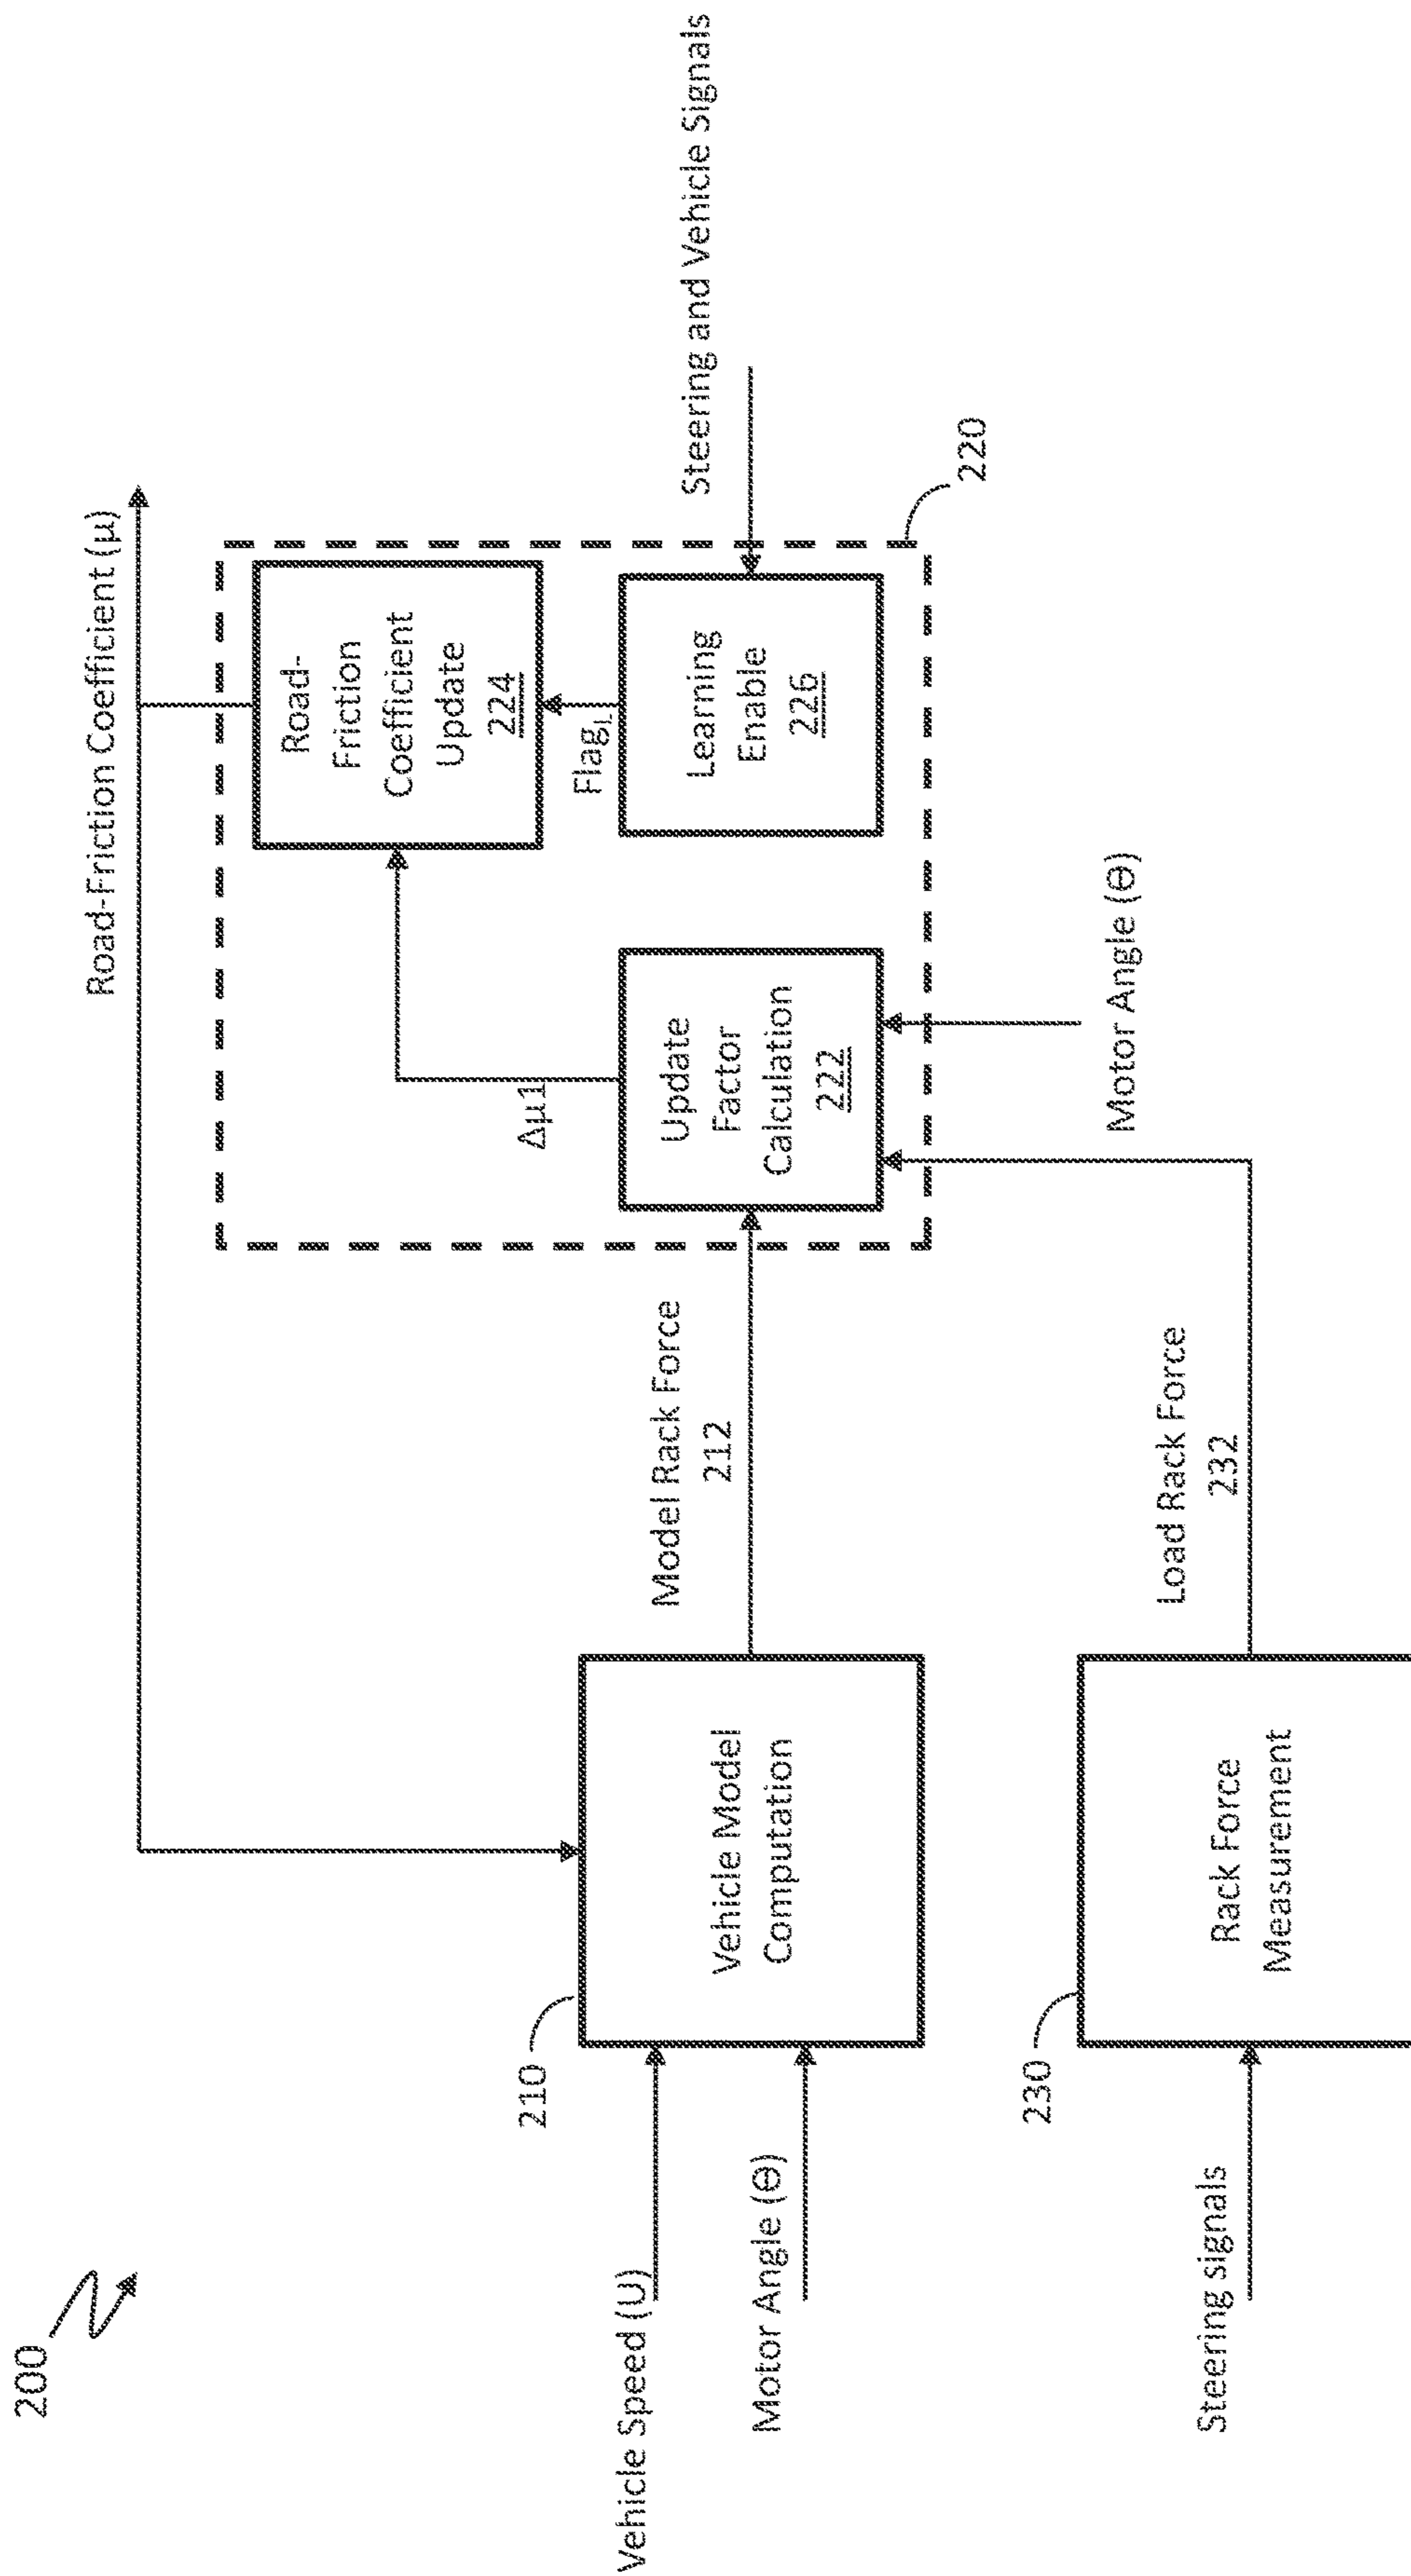 200
Road-Friction Coefficient (μ)
Road-
Friction
Coefficient
Update
224
Δμ1
Flag_L
Vehicle Speed (U)
Motor Angle (Θ)
210
Vehicle Model
Computation
Model Rack Force
212
Update
Factor
Calculation
222
Learning
Enable
226
Steering and Vehicle Signals
220
Steering signals
230
Rack Force
Measurement
Load Rack Force
232
Motor Angle (Θ)